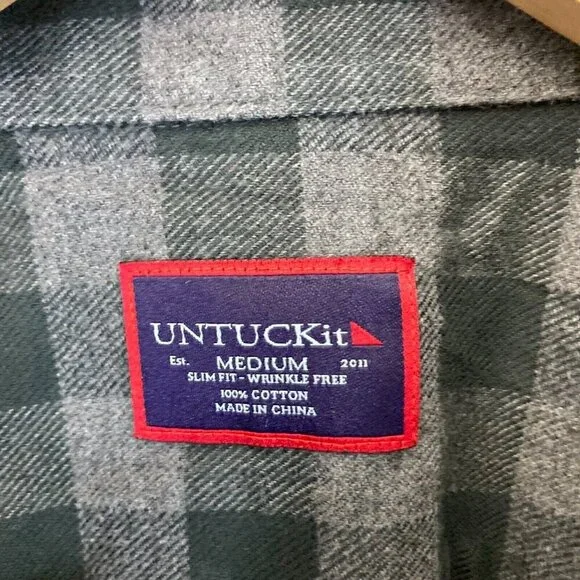 UNTUCKit
Est. MEDIUM 2011
SLIM FIT - WRINKLE FREE
100% COTTON
MADE IN CHINA